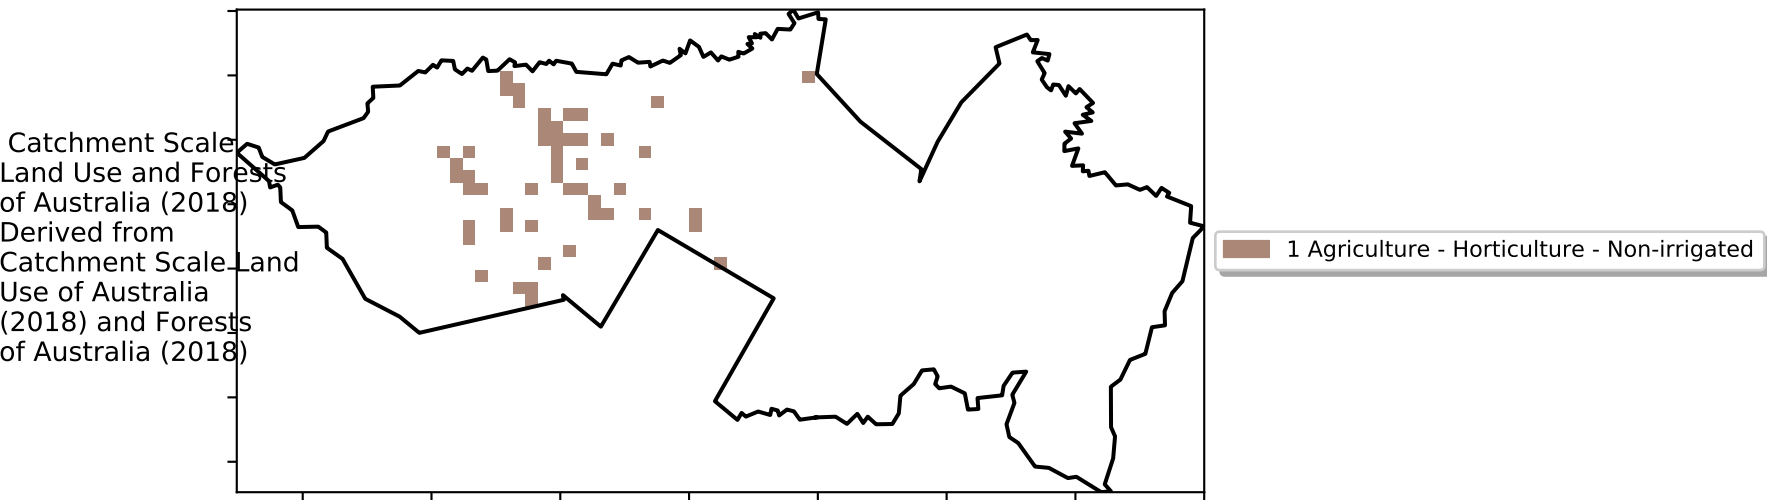 Catchment Scale
Land Use and Forests
of Australia (2018)
Derived from
Catchment Scale Land
Use of Australia
(2018) and Forests
of Australia (2018)
1 Agriculture - Horticulture - Non-irrigated